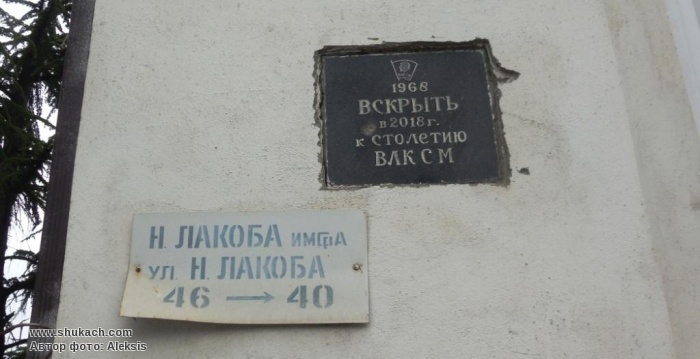 1968
ВСКРЫТЬ
в 2018 г.
к СТОЛЕТИЮ
ВЛКСМ
Н. ЛАКОБА ИМҨА
УЛ. Н. ЛАКОБА
46 → 40
www.shukach.com
Автор фото: Aleksis